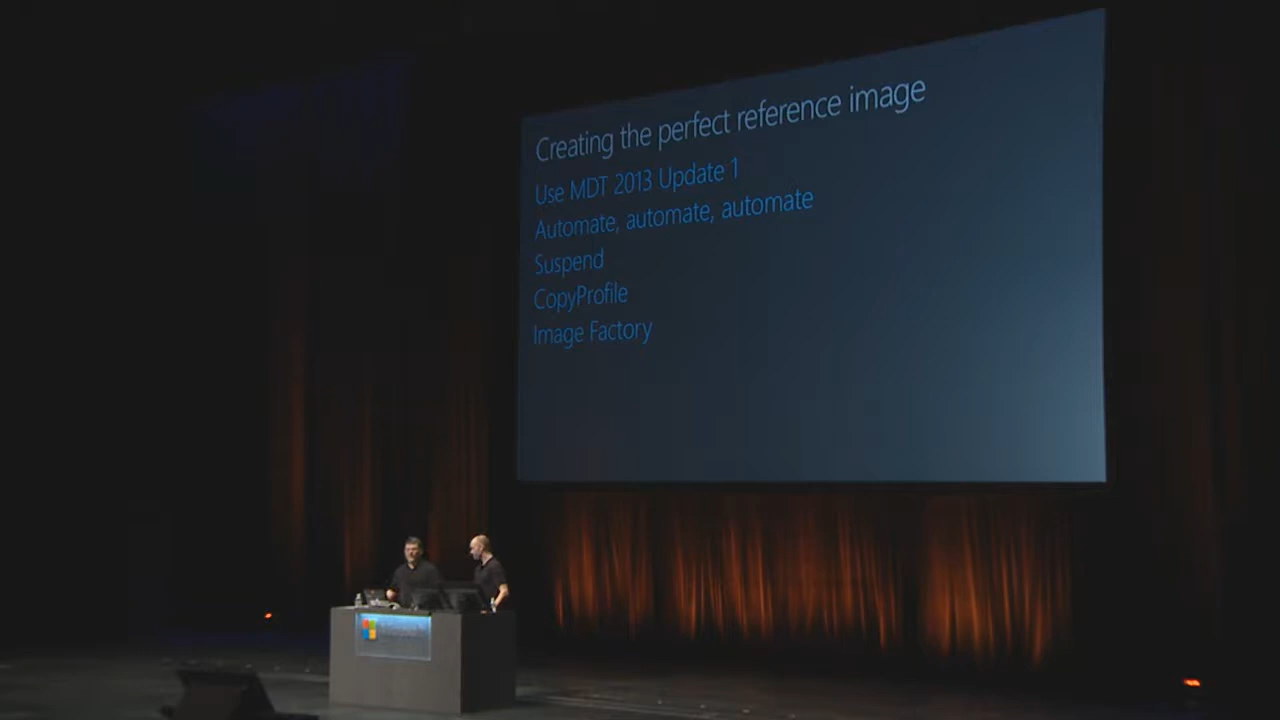 Creating the perfect reference image
Use MDT 2013 Update 1
Automate, automate, automate
Suspend
CopyProfile
Image Factory